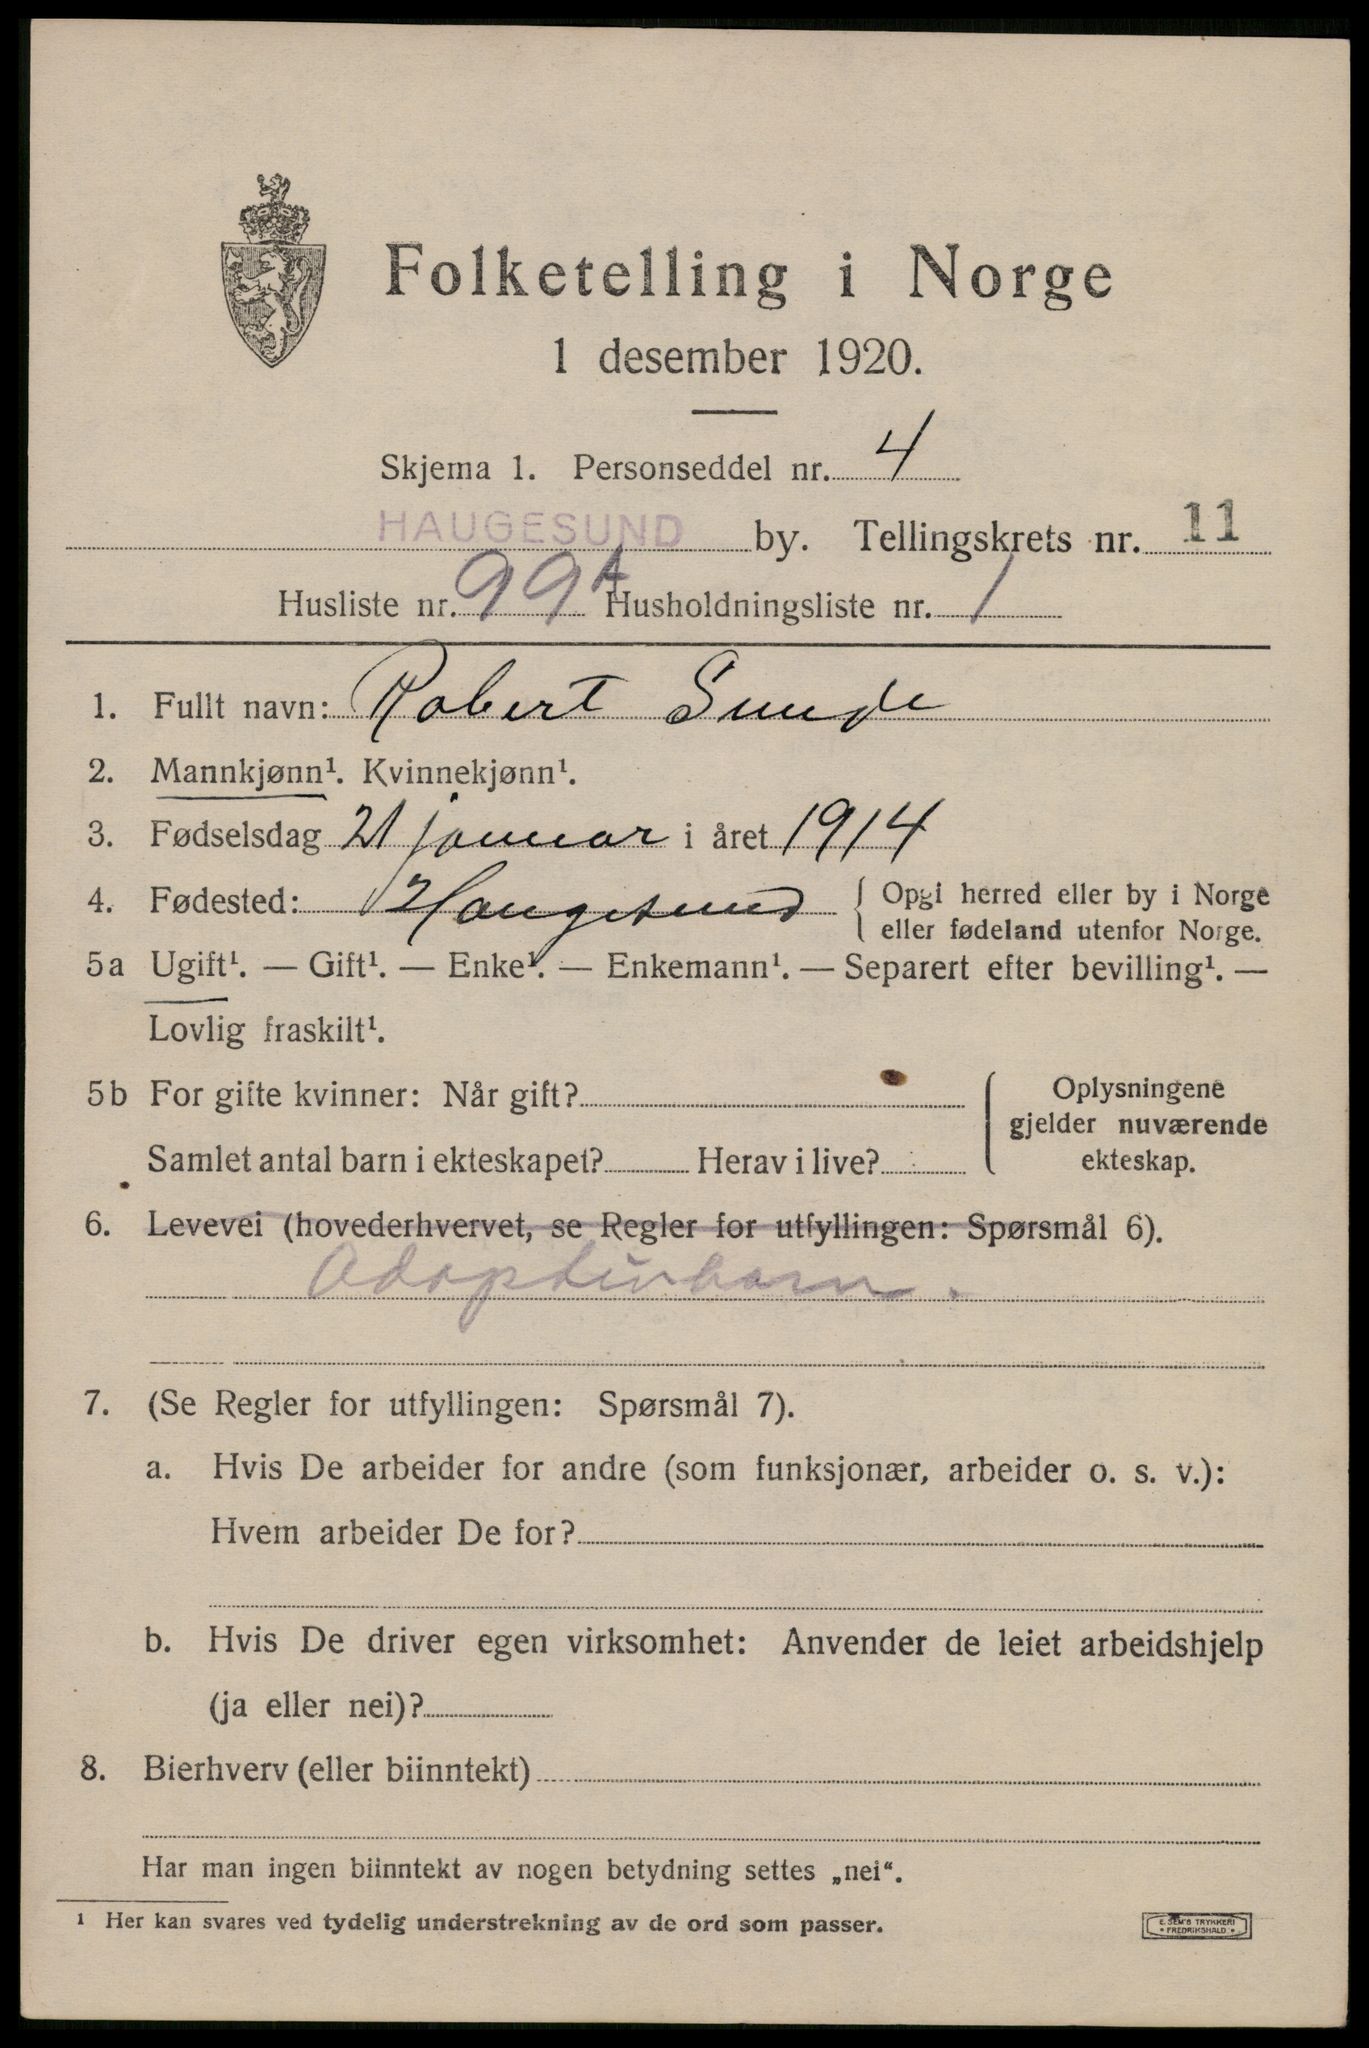 Folketelling i Norge
1 desember 1920.
Skjema 1. Personseddel nr. 4
HAUGESUND by. Tellingskrets nr. 11
Husliste nr. 99A Husholdningsliste nr. 1
1. Fullt navn: Robert Sunde
2. Mannkjønn¹. Kvinnekjønn¹.
3. Fødselsdag 21 januar i året 1914
4. Fødested: Haugesund { Opgi herred eller by i Norge
eller fødeland utenfor Norge.
5a Ugift¹. — Gift¹. — Enke¹. — Enkemann¹. — Separert efter bevilling¹. —
Lovlig fraskilt¹.
5b For gifte kvinner: Når gift?
Samlet antal barn i ekteskapet? Herav i live?
{ Oplysningene
gjelder nuværende
ekteskap.
6. Levevei (hovederhvervet, se Regler for utfyllingen: Spørsmål 6).
Adoptivbarn.
7. (Se Regler for utfyllingen: Spørsmål 7).
a. Hvis De arbeider for andre (som funksjonær, arbeider o. s. v.):
Hvem arbeider De for?
b. Hvis De driver egen virksomhet: Anvender de leiet arbeidshjelp
(ja eller nei)?
8. Bierhverv (eller biinntekt)
Har man ingen biinntekt av nogen betydning settes „nei“.
¹ Her kan svares ved tydelig understrekning av de ord som passer.
E. SEM'S TRYKKERI
• FREDRIKSHALD •